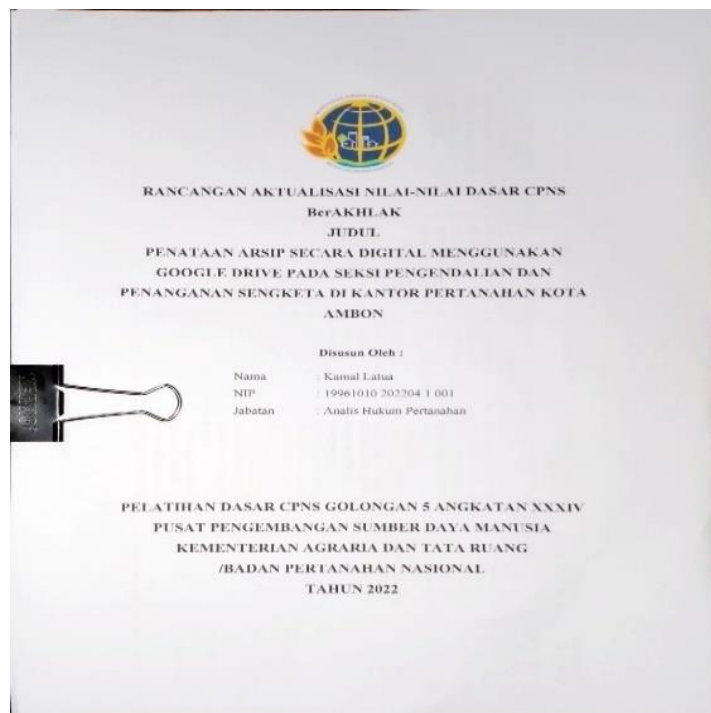 RANCANGAN AKTUALISASI NILAI-NILAI DASAR CPNS
BerAKHLAK
JUDUL
PENATAAN ARSIP SECARA DIGITAL MENGGUNAKAN
GOOGLE DRIVE PADA SEKSI PENGENDALIAN DAN
PENANGANAN SENGKETA DI KANTOR PERTANAHAN KOTA
AMBON
Disusun Oleh :
Nama : Kamal Latua
NIP : 19961010 202204 1 001
Jabatan : Analis Hukum Pertanahan
PELATIHAN DASAR CPNS GOLONGAN 5 ANGKATAN XXXIV
PUSAT PENGEMBANGAN SUMBER DAYA MANUSIA
KEMENTERIAN AGRARIA DAN TATA RUANG
/BADAN PERTANAHAN NASIONAL
TAHUN 2022